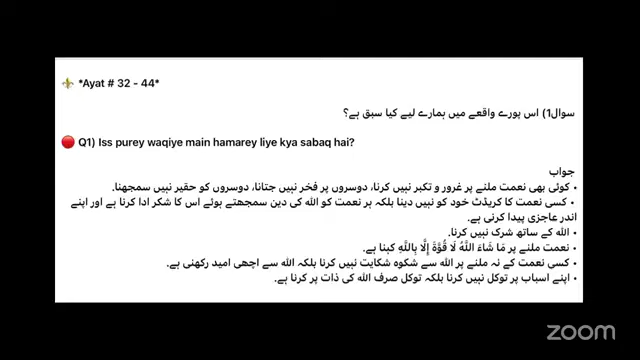 ⚜️ *Ayat # 32 - 44*
سوال1) اس پورے واقعے میں ہمارے لیے کیا سبق ہے؟
🔴 Q1) Iss purey waqiye main hamarey liye kya sabaq hai?
جواب
• کوئی بھی نعمت ملنے پر غرور و تکبر نہیں کرنا، دوسروں پر فخر نہیں جتانا، دوسروں کو حقیر نہیں سمجھنا.
• کسی نعمت کا کریڈٹ خود کو نہیں دینا بلکہ ہر نعمت کو اللہ کی دین سمجھتے ہوئے اس کا شکر ادا کرنا ہے اور اپنے
اندر عاجزی پیدا کرنی ہے.
• اللہ کے ساتھ شرک نہیں کرنا.
• نعمت ملنے پر مَا شَاءَ اللَّهُ لَا قُوَّةَ إِلَّا بِاللَّهِ کہنا ہے.
• کسی نعمت کے نہ ملنے پر اللہ سے شکوہ شکایت نہیں کرنا بلکہ اللہ سے اچھی امید رکھنی ہے.
• اپنے اسباب پر توکل نہیں کرنا بلکہ توکل صرف اللہ کی ذات پر کرنا ہے.
zoom